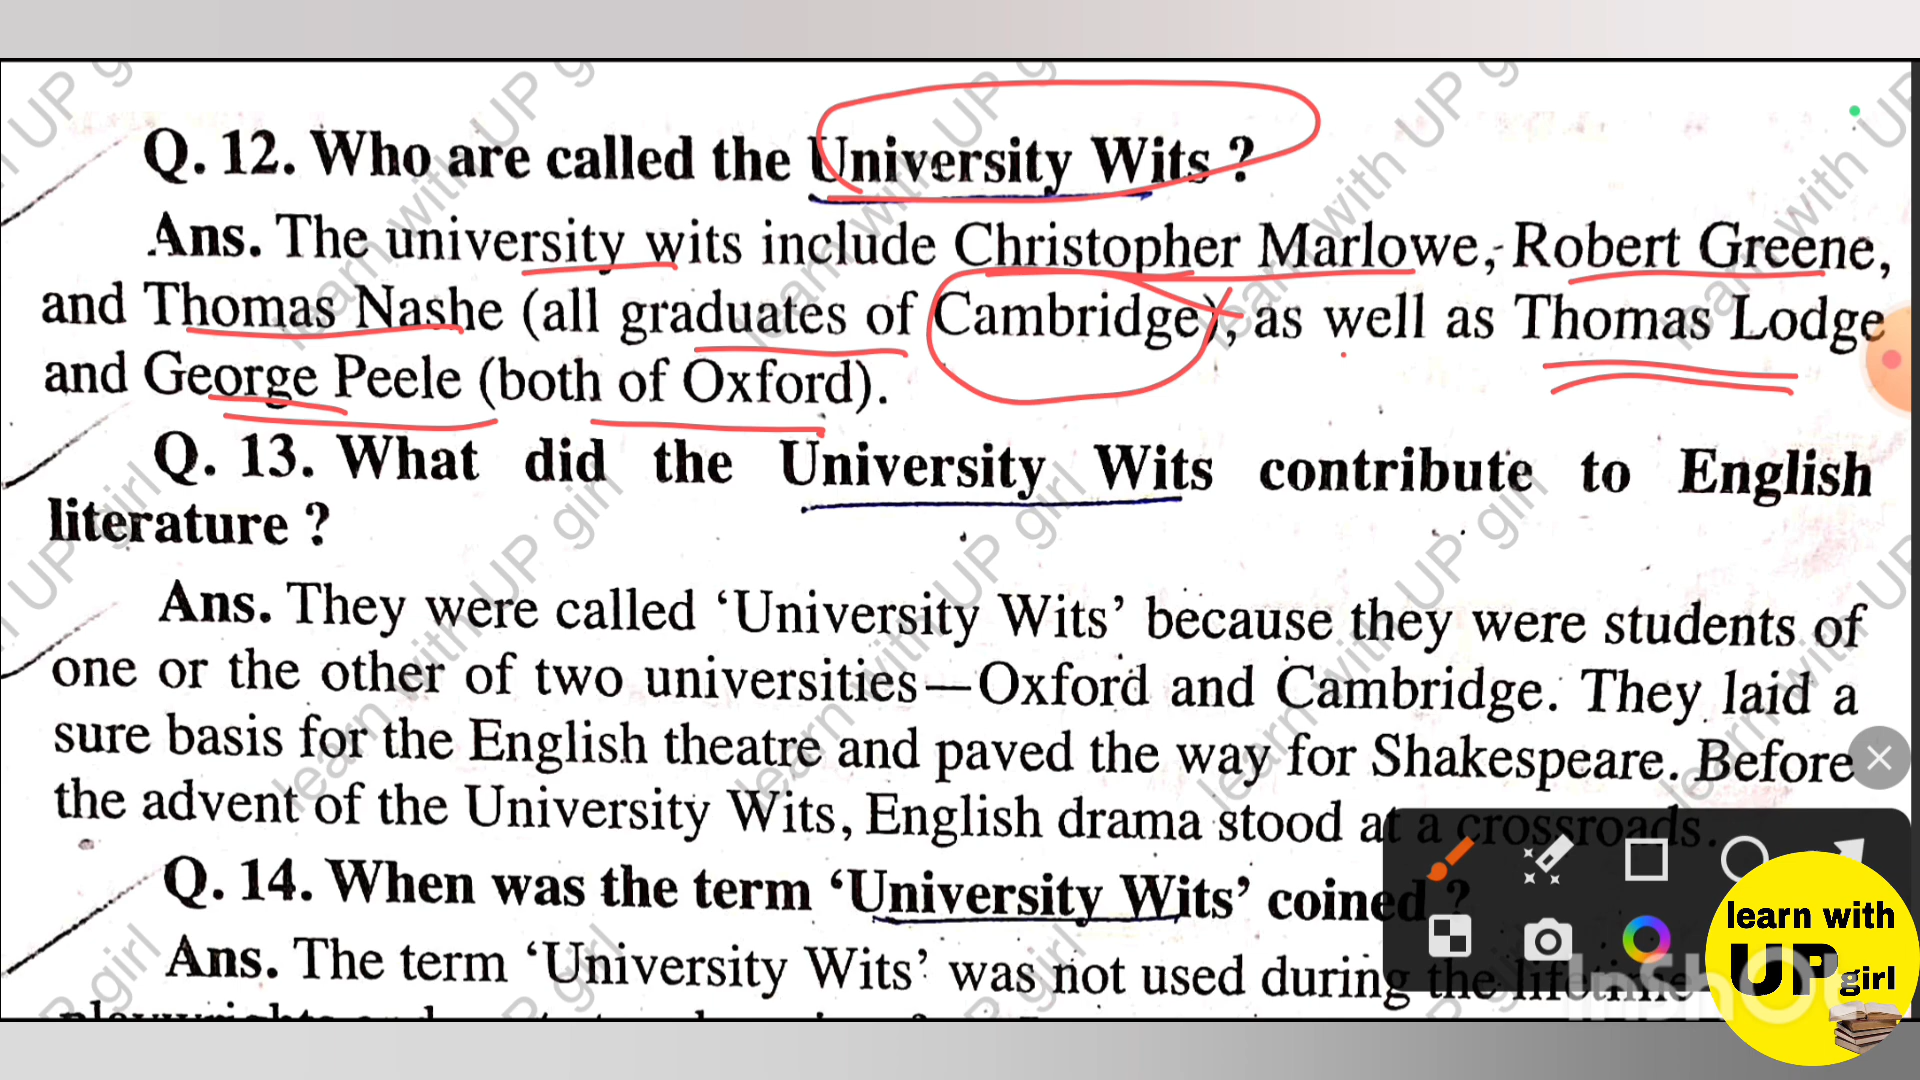 Q. 12. Who are called the University Wits ?
Ans. The university wits include Christopher Marlowe, Robert Greene,
and Thomas Nashe (all graduates of Cambridge), as well as Thomas Lodge
and George Peele (both of Oxford).
Q. 13. What did the University Wits contribute to English
literature ?
Ans. They were called ‘University Wits’ because they were students of
one or the other of two universities—Oxford and Cambridge. They laid a
sure basis for the English theatre and paved the way for Shakespeare. Before
the advent of the University Wits, English drama stood at a crossroads.
Q. 14. When was the term ‘University Wits’ coined ?
Ans. The term ‘University Wits’ was not used during the lifetime
learn with
UP girl
InShOt